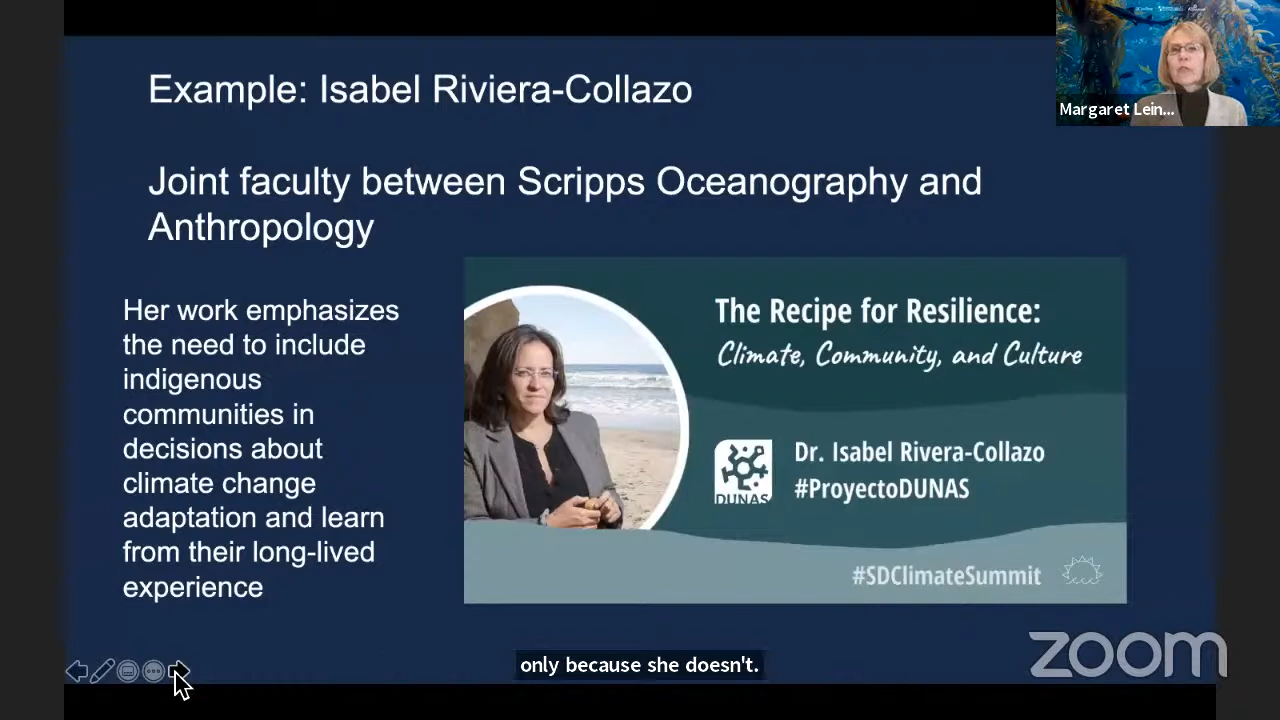 Example: Isabel Riviera-Collazo
Margaret Lein...
Joint faculty between Scripps Oceanography and
Anthropology
Her work emphasizes
the need to include
indigenous
communities in
decisions about
climate change
adaptation and learn
from their long-lived
experience
The Recipe for Resilience:
Climate, Community, and Culture
DUNAS
Dr. Isabel Rivera-Collazo
#ProyectoDUNAS
#SDClimateSummit
only because she doesn't.
zoom